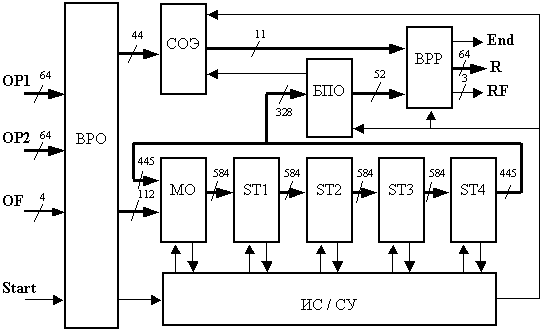 44
СОЭ
11
End
ВРР
64
R
OP1
64
52
3
RF
БПО
328
OP2
64
ВРО
445
584
584
584
584
445
OF
4
112
МО
ST1
ST2
ST3
ST4
Start
ИС / СУ